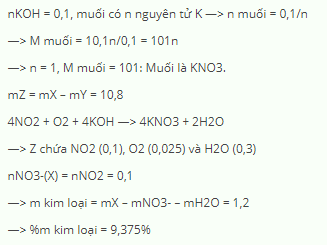 nKOH = 0,1, muối có n nguyên tử K —> n muối = 0,1/n
—> M muối = 10,1n/0,1 = 101n
—> n = 1, M muối = 101: Muối là KNO3.
mZ = mX – mY = 10,8
4NO2 + O2 + 4KOH —> 4KNO3 + 2H2O
—> Z chứa NO2 (0,1), O2 (0,025) và H2O (0,3)
nNO3-(X) = nNO2 = 0,1
—> m kim loại = mX – mNO3- – mH2O = 1,2
—> %m kim loại = 9,375%